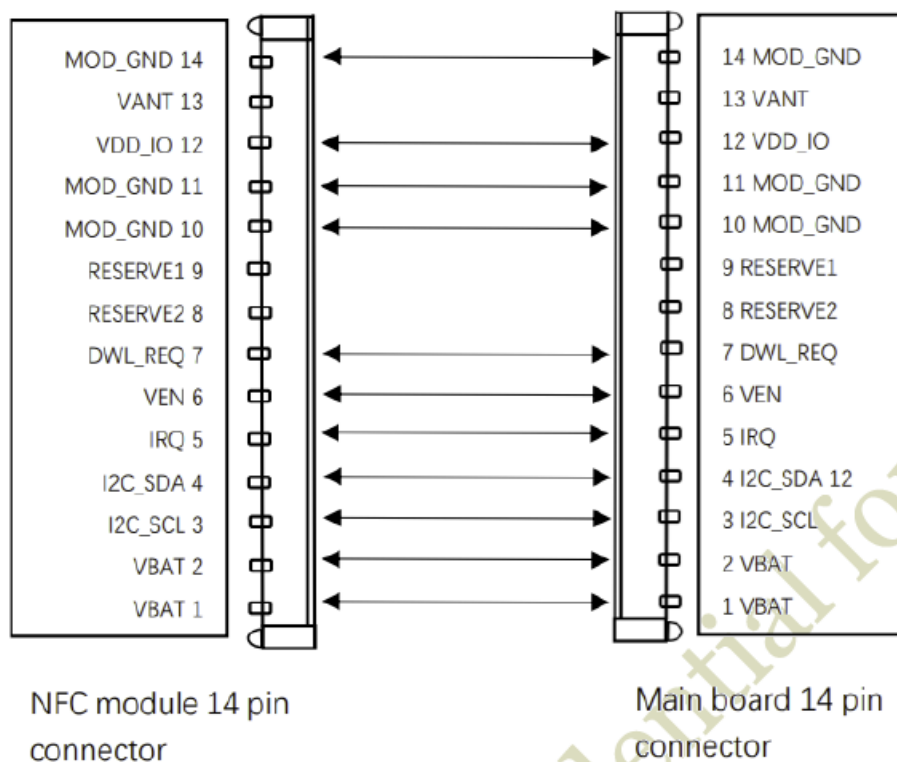 MOD_GND 14
VANT 13
VDD_IO 12
MOD_GND 11
MOD_GND 10
RESERVE1 9
RESERVE2 8
DWL_REQ 7
VEN 6
IRQ 5
I2C_SDA 4
I2C_SCL 3
VBAT 2
VBAT 1
NFC module 14 pin
connector
14 MOD_GND
13 VANT
12 VDD_IO
11 MOD_GND
10 MOD_GND
9 RESERVE1
8 RESERVE2
7 DWL_REQ
6 VEN
5 IRQ
4 I2C_SDA 12
3 I2C_SCL
2 VBAT
1 VBAT
Main board 14 pin
connector